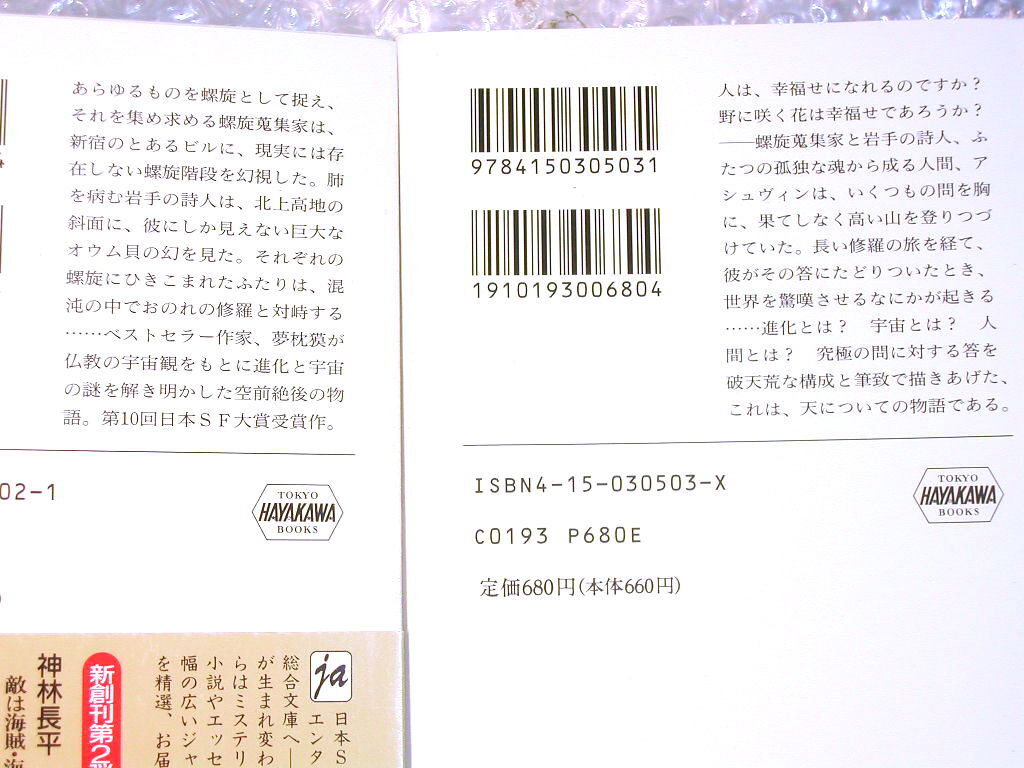 あらゆるものを螺旋として捉え、
それを集め求める螺旋蒐集家は、
新宿のとあるビルに、現実には存
在しない螺旋階段を幻視した。肺
を病む岩手の詩人は、北上高地の
斜面に、彼にしか見えない巨大な
オウム貝の幻を見た。それぞれの
螺旋にひきこまれたふたりは、混
沌の中でおのれの修羅と対峙する
……ベストセラー作家、夢枕獏が
仏教の宇宙観をもとに進化と宇宙
の謎を解き明かした空前絶後の物
語。第10回日本ＳＦ大賞受賞作。
02-1
TOKYO
HAYAKAWA
BOOKS
ja
日本S
エンタ
総合文庫へ—
が生まれ変わ
らはミステリ
小説やエッセ
幅の広いジャ
を精選、お届
新創刊第2弾
神林長平
敵は海賊・海
9784150305031
1910193006804
人は、幸福せになれるのですか？
野に咲く花は幸福せであろうか？
――螺旋蒐集家と岩手の詩人、ふ
たつの孤独な魂から成る人間、ア
シュヴィンは、いくつもの問を胸
に、果てしなく高い山を登りつづ
けていた。長い修羅の旅を経て、
彼がその答にたどりついたとき、
世界を驚嘆させるなにかが起きる
……進化とは？　宇宙とは？　人
間とは？　究極の問に対する答を
破天荒な構成と筆致で描きあげた、
これは、天についての物語である。
ISBN4-15-030503-X
C0193 P680E
定価680円(本体660円)
TOKYO
HAYAKAWA
BOOKS